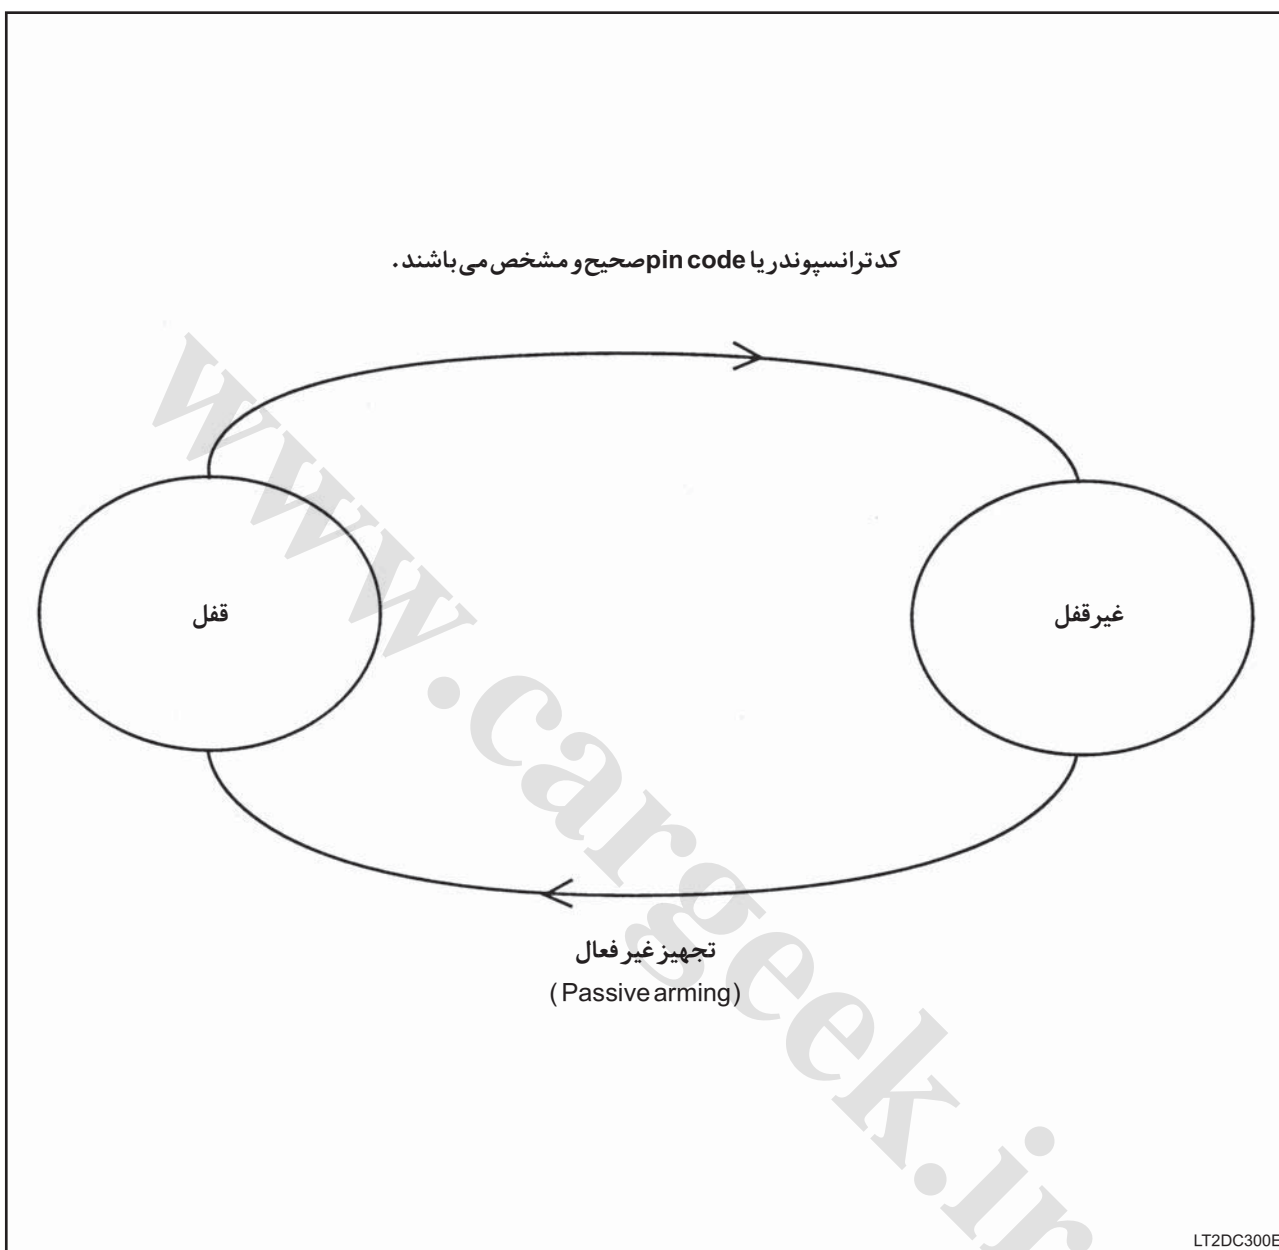 کد ترانسپوندر یا pin code صحیح و مشخص می باشند .
قفل
غیر قفل
تجهیز غیر فعال
( Passive arming )
LT2DC300E
www.cargeek.ir